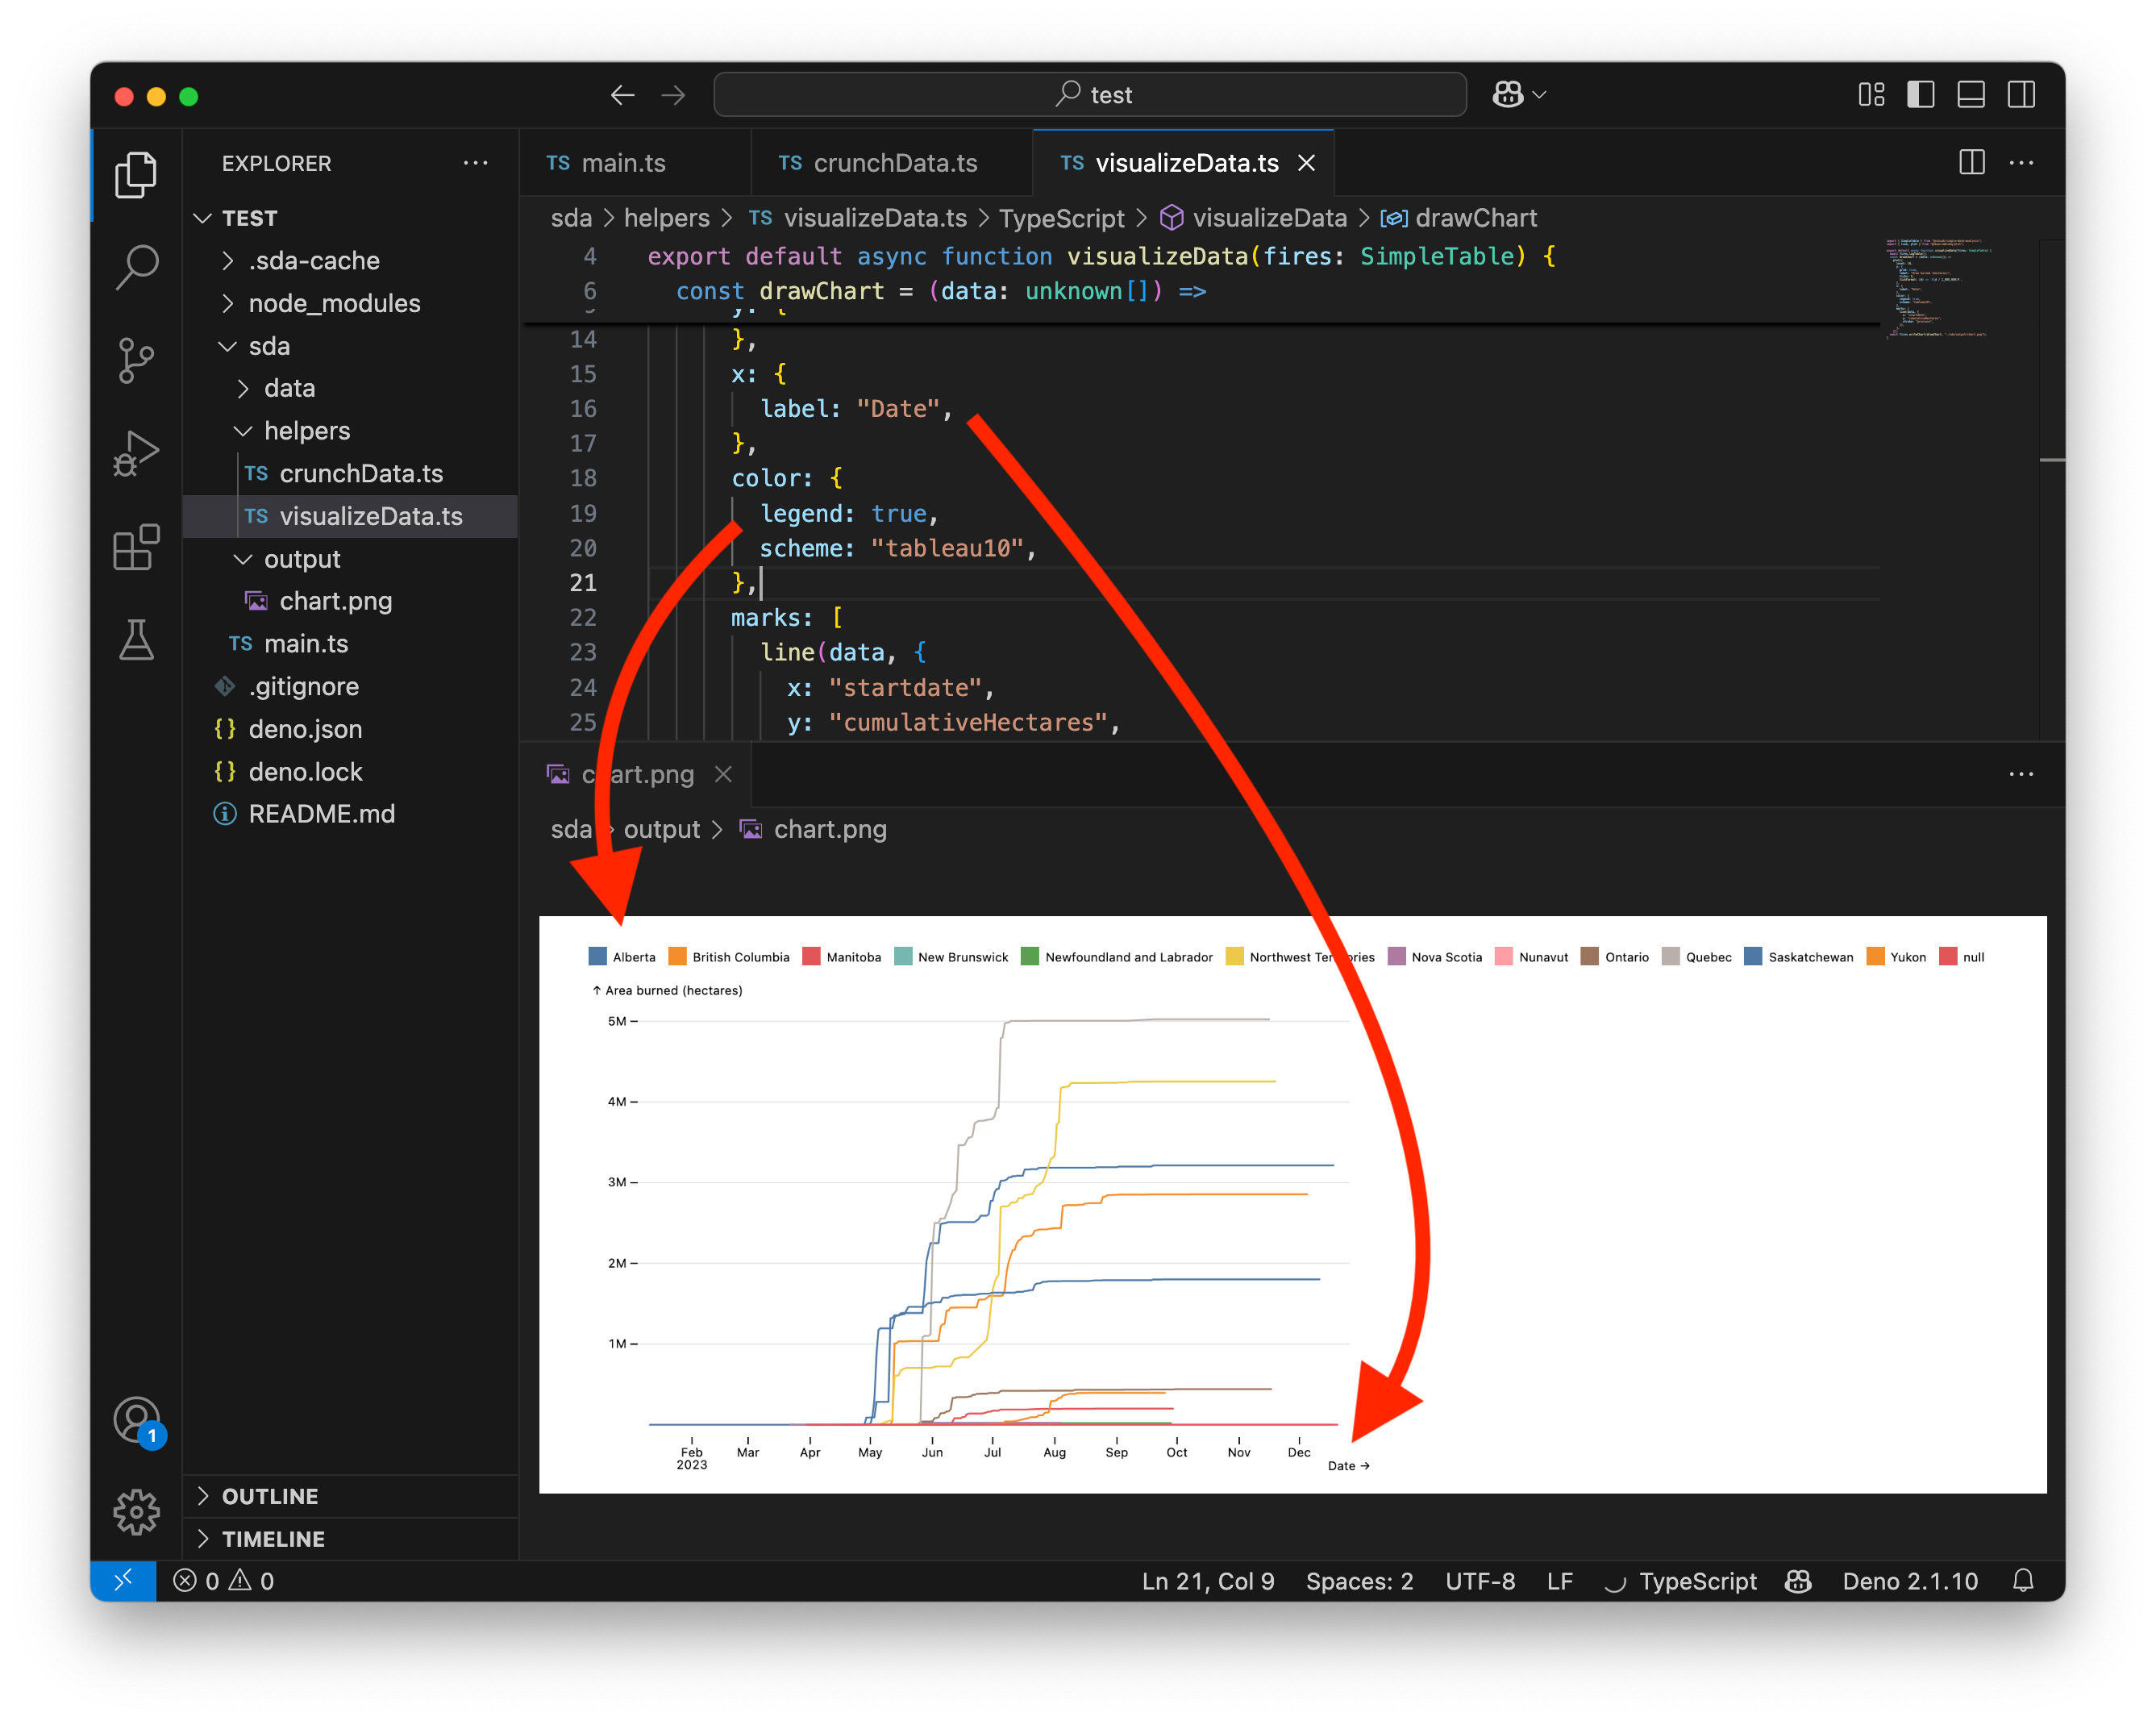 test
EXPLORER
TEST
.sda-cache
node_modules
sda
data
helpers
TS crunchData.ts
TS visualizeData.ts
output
chart.png
TS main.ts
.gitignore
{} deno.json
{} deno.lock
README.md
OUTLINE
TIMELINE
1
TS main.ts
TS crunchData.ts
TS visualizeData.ts
sda > helpers > TS visualizeData.ts > TypeScript > visualizeData > drawChart
4 export default async function visualizeData(fires: SimpleTable) {
6 const drawChart = (data: unknown[]) =>
y: {
14 },
15 x: {
16 label: "Date",
17 },
18 color: {
19 legend: true,
20 scheme: "tableau10",
21 },
22 marks: [
23 line(data, {
24 x: "startdate",
25 y: "cumulativeHectares",
chart.png
sda > output > chart.png
Alberta British Columbia Manitoba New Brunswick Newfoundland and Labrador Northwest Territories Nova Scotia Nunavut Ontario Quebec Saskatchewan Yukon null
↑ Area burned (hectares)
5M
4M
3M
2M
1M
Feb Mar Apr May Jun Jul Aug Sep Oct Nov Dec
2023
Date →
0 0
Ln 21, Col 9 Spaces: 2 UTF-8 LF TypeScript Deno 2.1.10